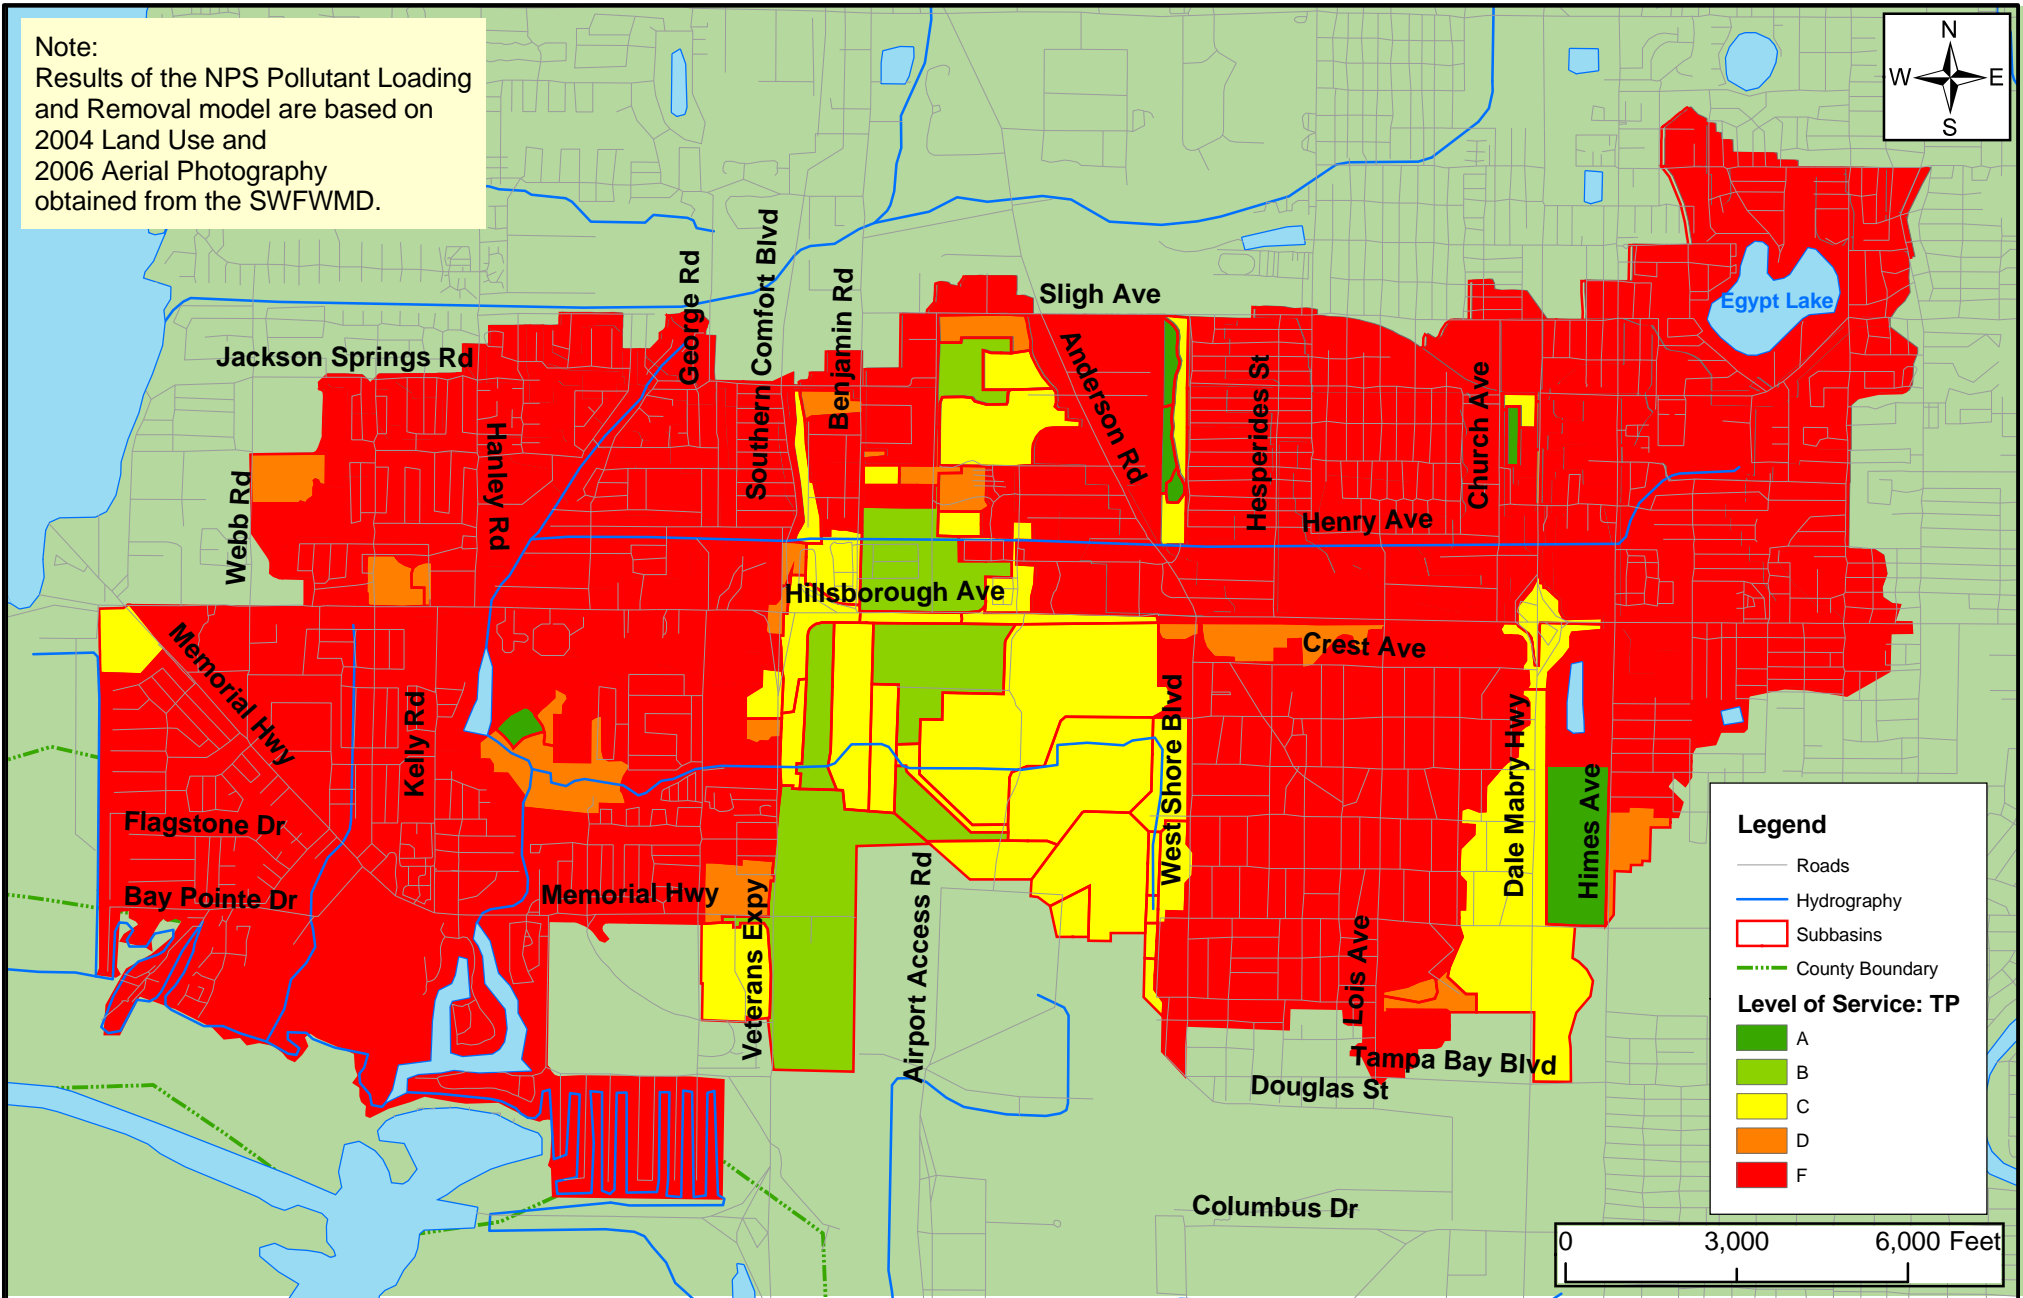 Note:
Results of the NPS Pollutant Loading
and Removal model are based on
2004 Land Use and
2006 Aerial Photography
obtained from the SWFWMD.
N
W E
S
Sligh Ave
Jackson Springs Rd
George Rd
Southern Comfort Blvd
Benjamin Rd
Anderson Rd
Hesperides St
Church Ave
Egypt Lake
Webb Rd
Hanley Rd
Henry Ave
Hillsborough Ave
Memorial Hwy
Kelly Rd
Crest Ave
West Shore Blvd
Dale Mabry Hwy
Himes Ave
Flagstone Dr
Bay Pointe Dr
Memorial Hwy
Veterans Expy
Airport Access Rd
Lois Ave
Tampa Bay Blvd
Douglas St
Columbus Dr
Legend
Roads
Hydrography
Subbasins
County Boundary
Level of Service: TP
A
B
C
D
F
0 3,000 6,000 Feet